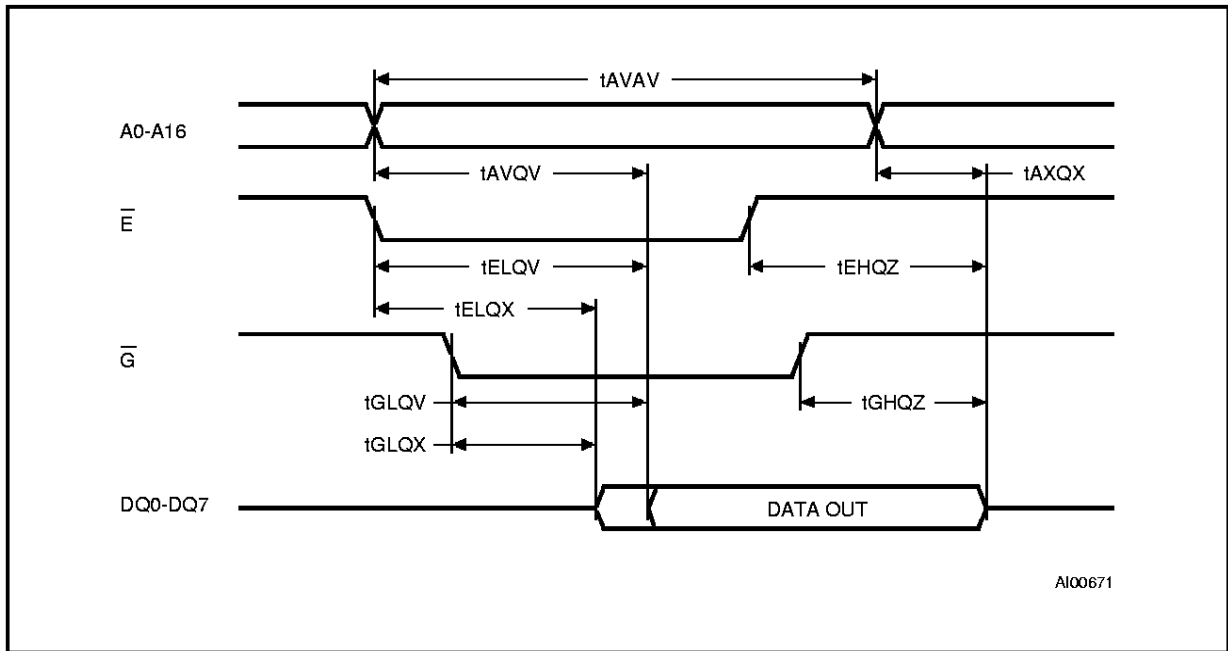 tAVAV
A0-A16
tAVQV
tAXQX
E̅
tELQV
tEHQZ
tELQX
G̅
tGLQV
tGHQZ
tGLQX
DQ0-DQ7
DATA OUT
AI00671